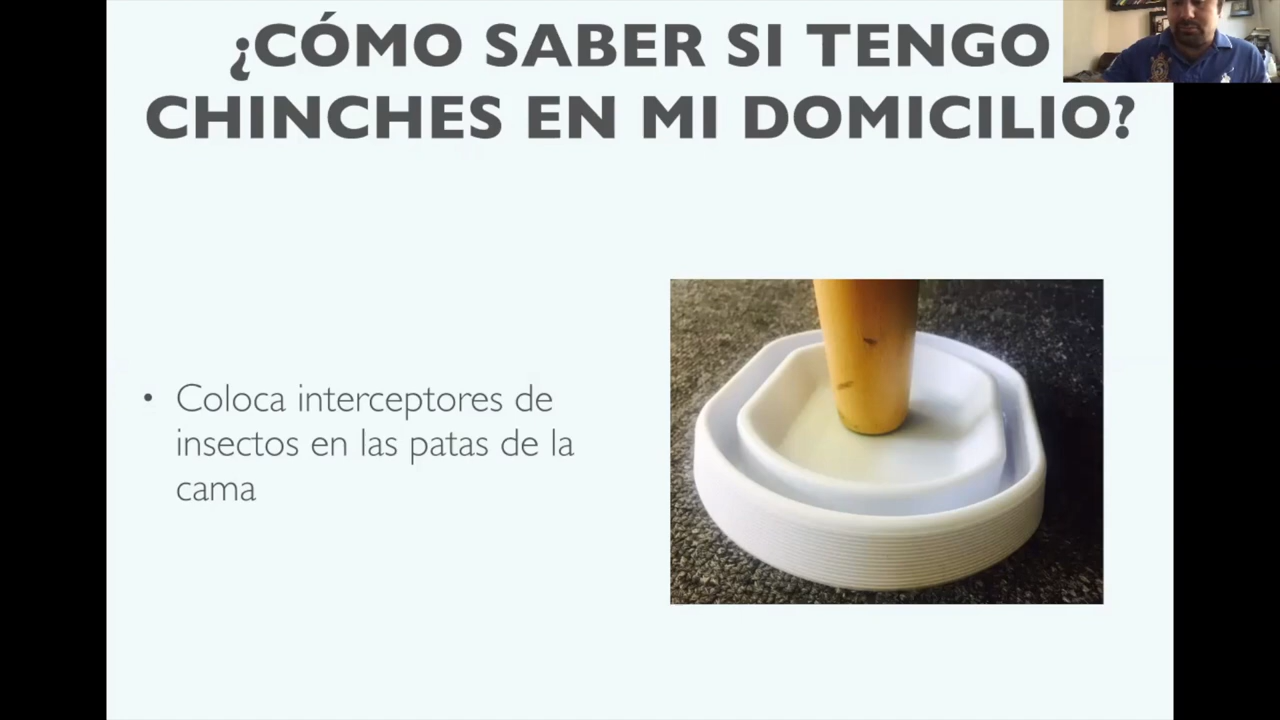 ¿CÓMO SABER SI TENGO
CHINCHES EN MI DOMICILIO?
• Coloca interceptores de
insectos en las patas de la
cama